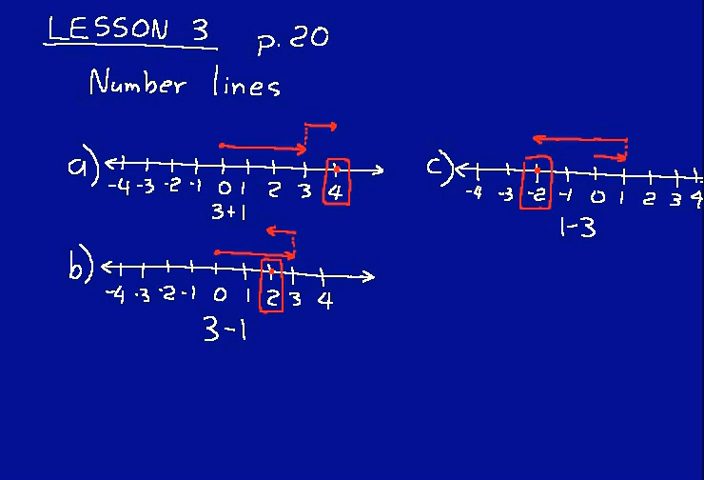 LESSON 3 p. 20
Number lines
a)
-4 -3 -2 -1 0 1 2 3 4
3+1
b)
-4 -3 -2 -1 0 1 2 3 4
3-1
c)
-4 -3 -2 -1 0 1 2 3 4
1-3